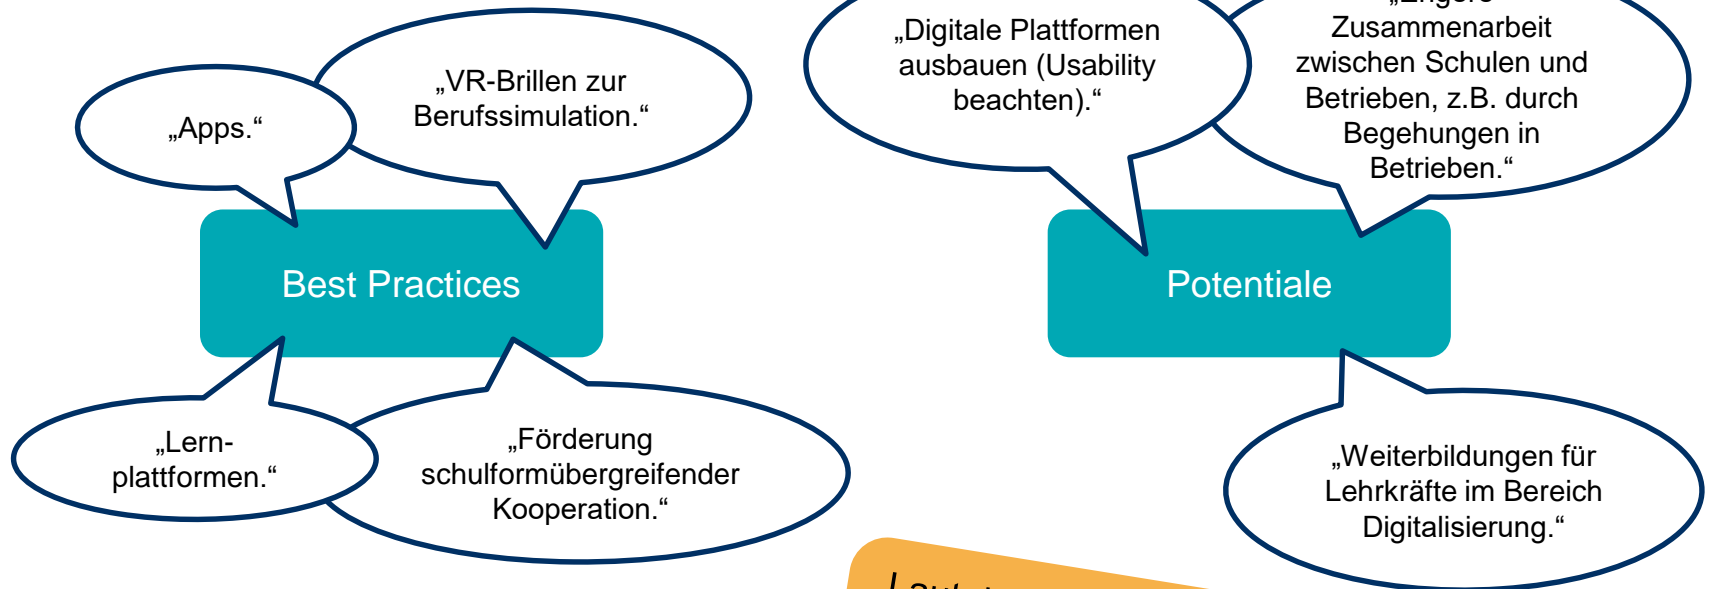 „Apps.“
„VR-Brillen zur
Berufssimulation.“
Best Practices
„Lern-
plattformen.“
„Förderung
schulformübergreifender
Kooperation.“
„Digitale Plattformen
ausbauen (Usability
beachten).“
„Engere
Zusammenarbeit
zwischen Schulen und
Betrieben, z.B. durch
Begehungen in
Betrieben.“
Potentiale
„Weiterbildungen für
Lehrkräfte im Bereich
Digitalisierung.“